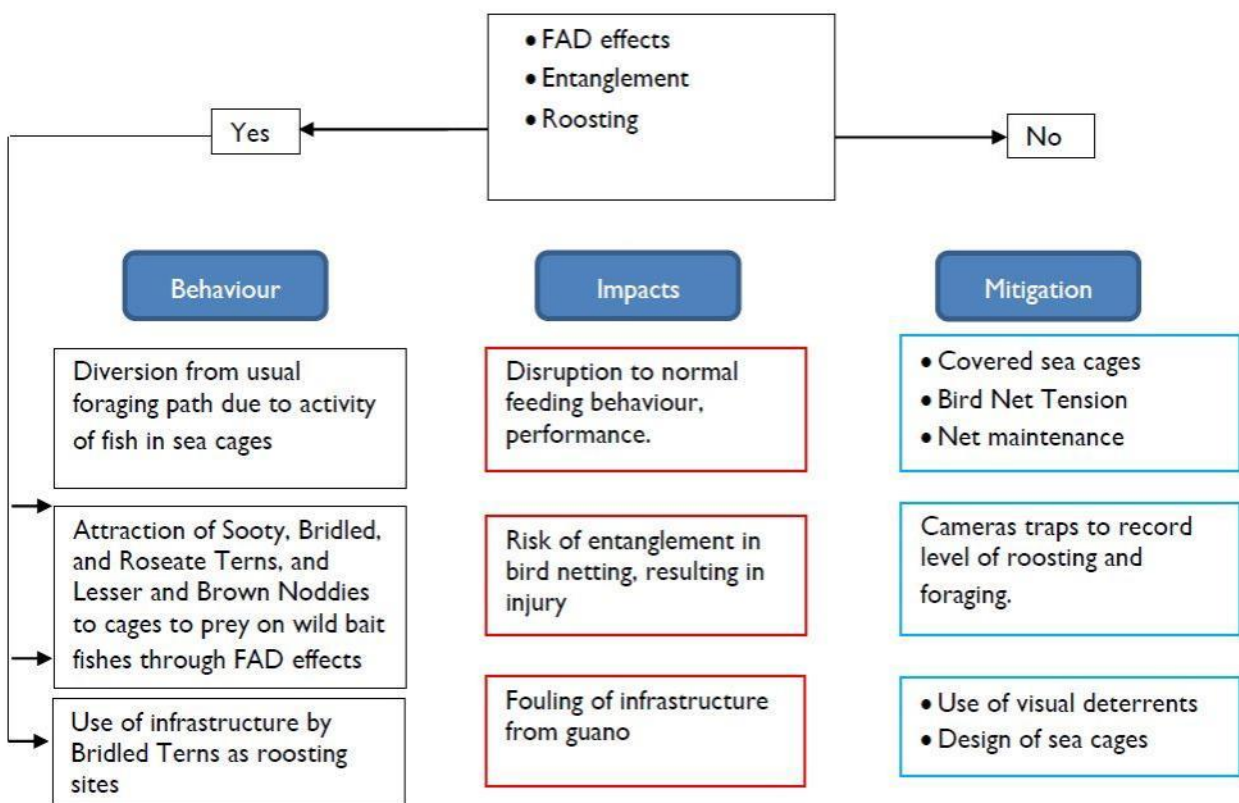 • FAD effects
• Entanglement
• Roosting
Yes
No
Behaviour
Impacts
Mitigation
Diversion from usual
foraging path due to activity
of fish in sea cages
Disruption to normal
feeding behaviour,
performance.
• Covered sea cages
• Bird Net Tension
• Net maintenance
Attraction of Sooty, Bridled,
and Roseate Terns, and
Lesser and Brown Noddies
to cages to prey on wild bait
fishes through FAD effects
Risk of entanglement in
bird netting, resulting in
injury
Cameras traps to record
level of roosting and
foraging.
Use of infrastructure by
Bridled Terns as roosting
sites
Fouling of infrastructure
from guano
• Use of visual deterrents
• Design of sea cages